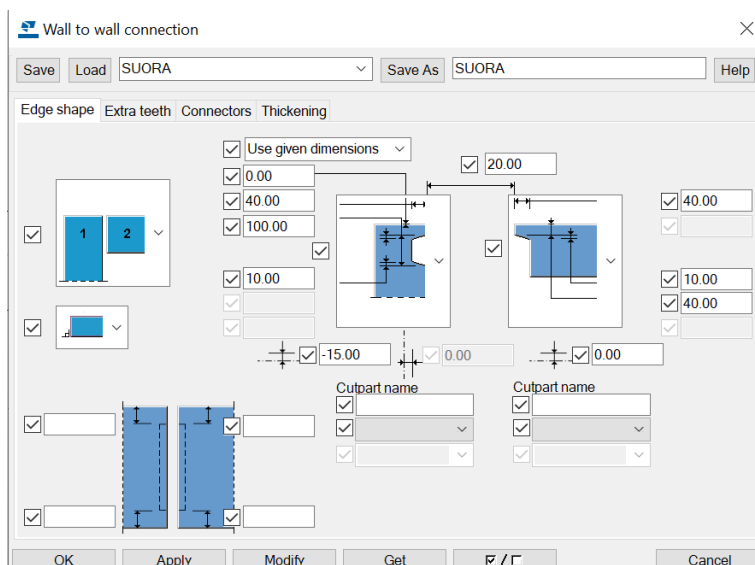 Wall to wall connection
Save Load SUORA Save As SUORA Help
Edge shape Extra teeth Connectors Thickening
Use given dimensions
20.00
0.00
40.00 40.00
100.00
1 2
10.00 10.00
40.00
-15.00 0.00 0.00
Cutpart name Cutpart name
OK Apply Modify Get Cancel